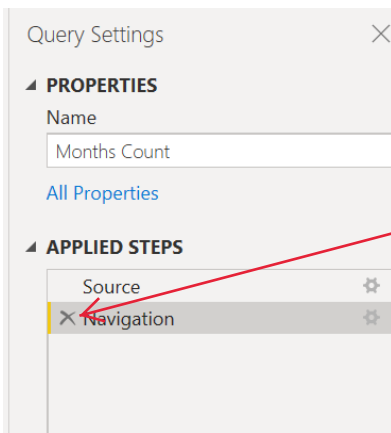 Query Settings
PROPERTIES
Name
Months Count
All Properties
APPLIED STEPS
Source
Navigation